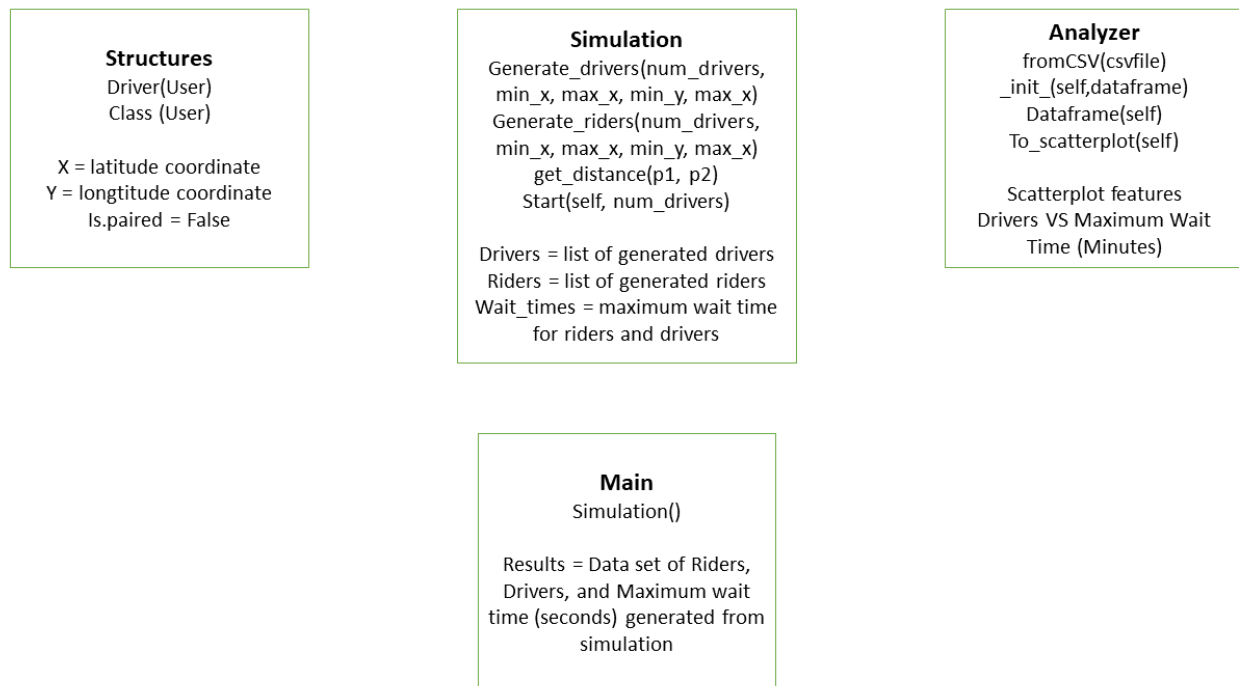 Structures
Driver(User)
Class (User)
X = latitude coordinate
Y = longtitude coordinate
Is.paired = False
Simulation
Generate_drivers(num_drivers,
min_x, max_x, min_y, max_x)
Generate_riders(num_drivers,
min_x, max_x, min_y, max_x)
get_distance(p1, p2)
Start(self, num_drivers)
Drivers = list of generated drivers
Riders = list of generated riders
Wait_times = maximum wait time
for riders and drivers
Analyzer
fromCSV(csvfile)
_init_(self,dataframe)
Dataframe(self)
To_scatterplot(self)
Scatterplot features
Drivers VS Maximum Wait
Time (Minutes)
Main
Simulation()
Results = Data set of Riders,
Drivers, and Maximum wait
time (seconds) generated from
simulation